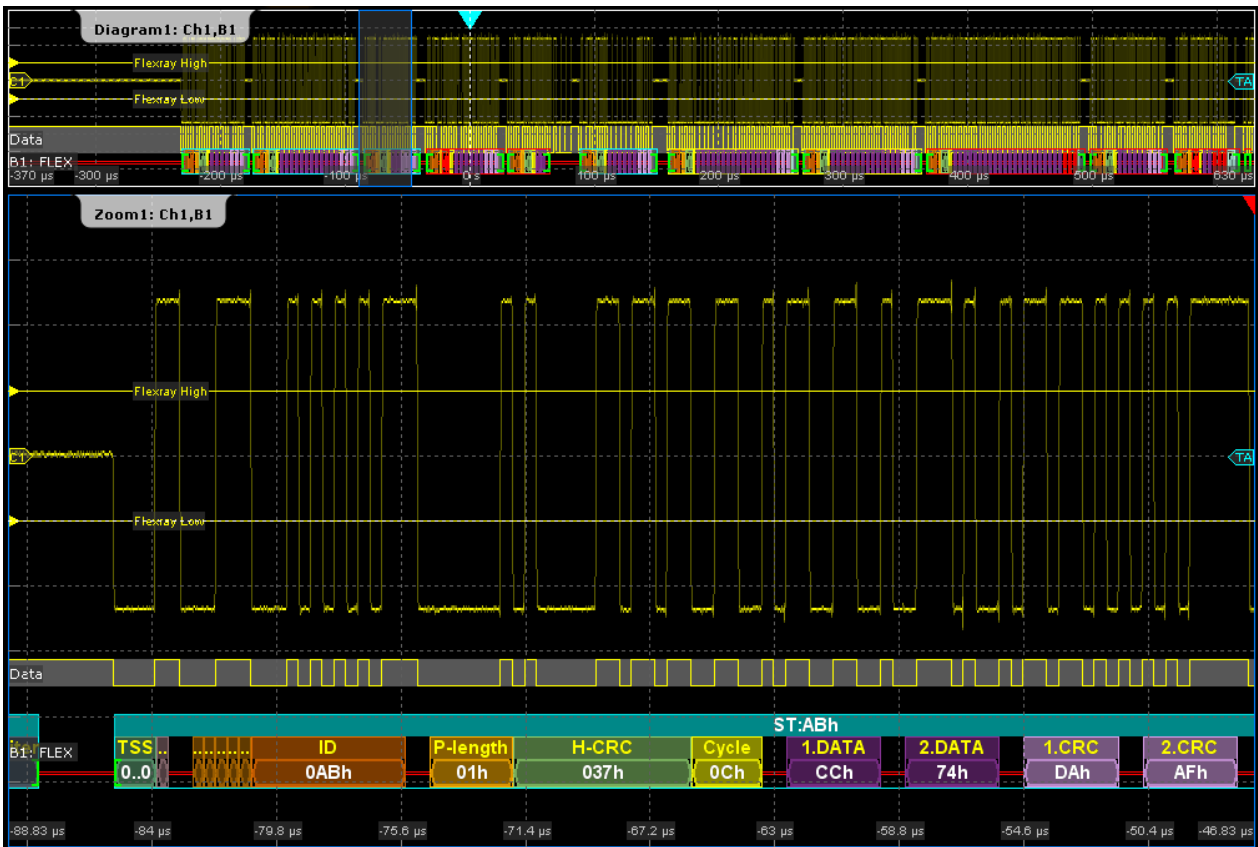 Diagram1: Ch1,B1
Flexray High
C1
TA
Flexray Low
Data
B1: FLEX
-370 µs -300 µs -200 µs -100 µs 0 s 100 µs 200 µs 300 µs 400 µs 500 µs 630 µs
Zoom1: Ch1,B1
Flexray High
C1
TA
Flexray Low
Data
ST:ABh
B1: FLEX TSS .. ............ ID P-length H-CRC Cycle 1.DATA 2.DATA 1.CRC 2.CRC
0..0 0ABh 01h 037h 0Ch CCh 74h DAh AFh
-88.83 µs -84 µs -79.8 µs -75.6 µs -71.4 µs -67.2 µs -63 µs -58.8 µs -54.6 µs -50.4 µs -46.83 µs